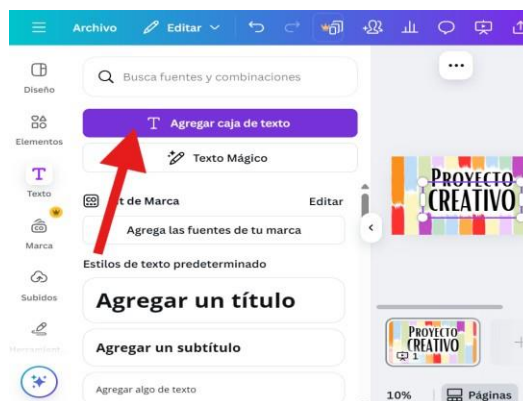 Archivo
Editar
Busca fuentes y combinaciones
Diseño
Agregar caja de texto
Elementos
Texto Mágico
Texto
CO
t de Marca
Editar
CO
Marca
Agrega las fuentes de tu marca
Estilos de texto predeterminado
Subidos
Agregar un título
Agregar un subtítulo
Agregar algo de texto
PROYECTO
CREATIVO
PROYECTO
CREATIVO
1
10%
Páginas